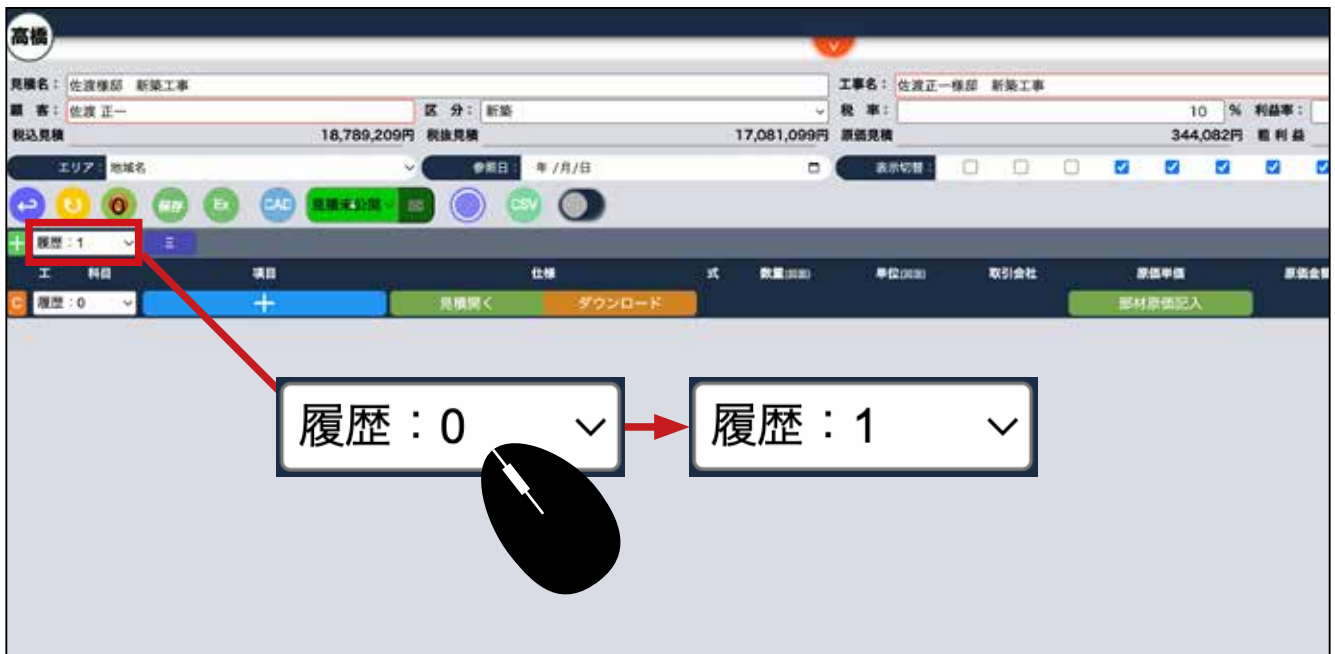 高橋
見積名： 佐渡様邸 新築工事 工事名： 佐渡正一様邸 新築工事
顧 客： 佐渡 正一 区 分： 新築 税 率： 10 % 利益率：
税込見積 18,789,209円 税抜見積 17,081,099円 原価見積 344,082円 粗 利 益
エリア： 地域名 参照日： 年 /月/日 表示切替：
保存 Ex CAD 見積未公開 CSV
履歴：1
工 科目 項目 仕様 式 数量 単位 取引会社 原価単価 原価金額
C 履歴：0 + 見積開く ダウンロード 部材原価記入
履歴：0 履歴：1